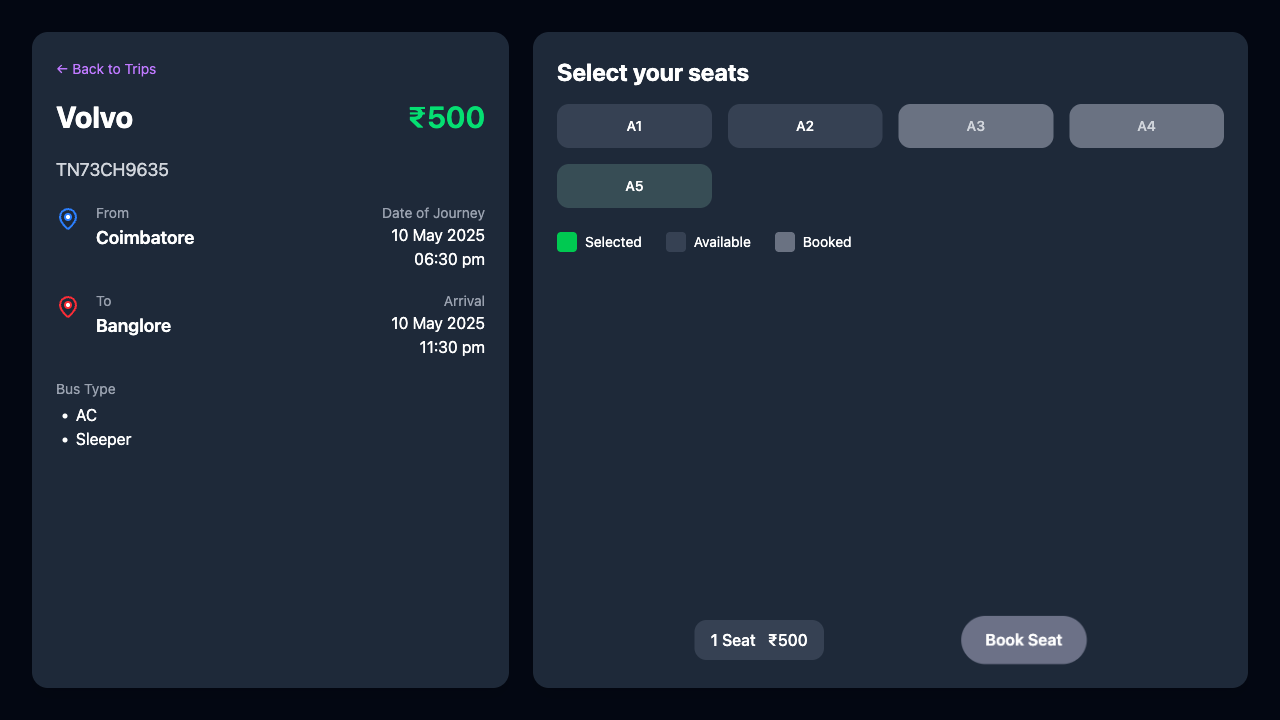 ← Back to Trips
Volvo ₹500
TN73CH9635
From Date of Journey
Coimbatore 10 May 2025
06:30 pm
To Arrival
Banglore 10 May 2025
11:30 pm
Bus Type
• AC
• Sleeper
Select your seats
A1 A2 A3 A4
A5
Selected Available Booked
1 Seat ₹500 Book Seat